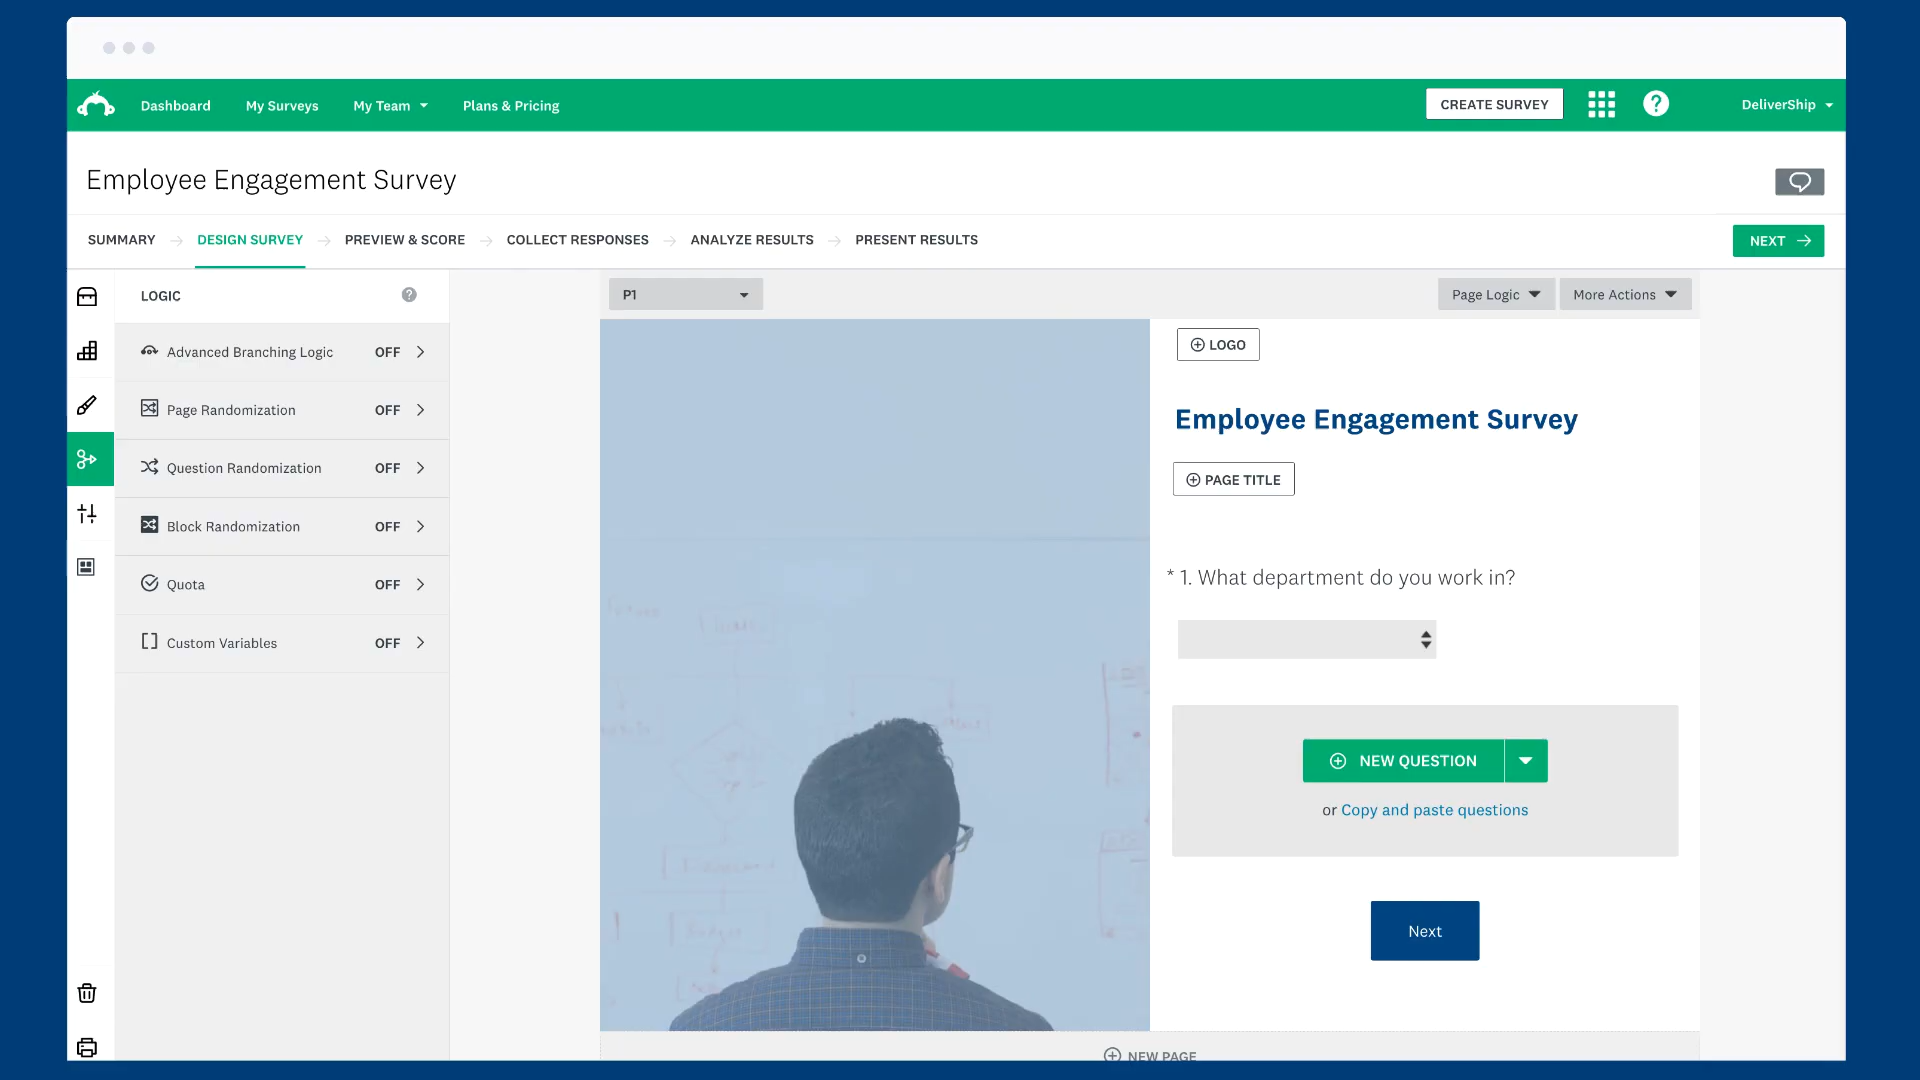 Dashboard
My Surveys
My Team
Plans & Pricing
CREATE SURVEY
?
DeliverShip
Employee Engagement Survey
SUMMARY
DESIGN SURVEY
PREVIEW & SCORE
COLLECT RESPONSES
ANALYZE RESULTS
PRESENT RESULTS
NEXT
LOGIC
?
Advanced Branching Logic OFF
Page Randomization OFF
Question Randomization OFF
Block Randomization OFF
Quota OFF
Custom Variables OFF
P1
Page Logic
More Actions
LOGO
Employee Engagement Survey
PAGE TITLE
* 1. What department do you work in?
NEW QUESTION
or Copy and paste questions
Next
NEW PAGE